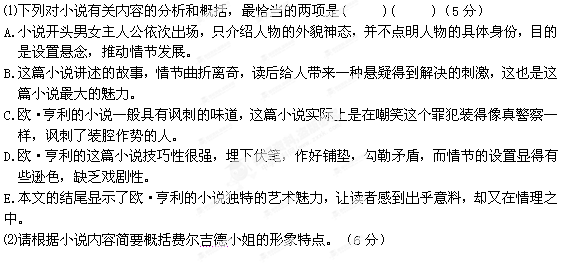 ⑴下列对小说有关内容的分析和概括，最恰当的两项是(　　)(　　)（5分）
A.小说开头男女主人公依次出场，只介绍人物的外貌神态，并不点明人物的具体身份，目的
是设置悬念，推动情节发展。
B.这篇小说讲述的故事，情节曲折离奇，读后给人带来一种悬疑得到解决的刺激，这也是这
篇小说最大的魅力。
C.欧·亨利的小说一般具有讽刺的味道，这篇小说实际上是在嘲笑这个罪犯装得像真警察一
样，讽刺了装腔作势的人。
D.欧·亨利的这篇小说技巧性很强，埋下伏笔，作好铺垫，勾勒矛盾，而情节的设置显得有
些逊色，缺乏戏剧性。
E.本文的结尾显示了欧·亨利的小说独特的艺术魅力，让读者感到出乎意料，却又在情理之
中。
⑵请根据小说内容简要概括费尔吉德小姐的形象特点。（6分）